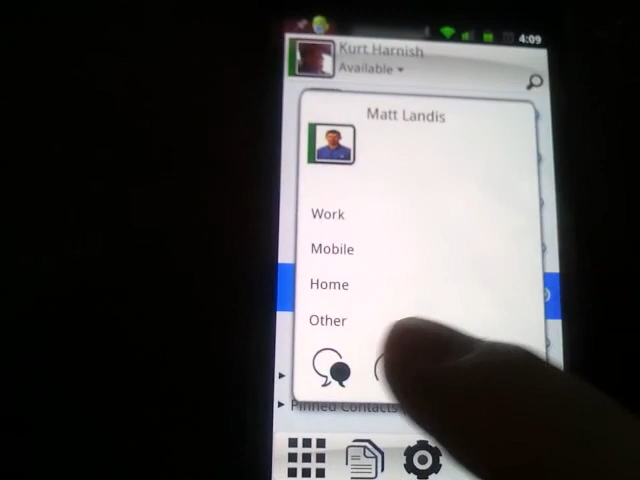 4:09
Kurt Harnish
Available
Matt Landis
Work
Mobile
Home
Other
Pinned Contacts